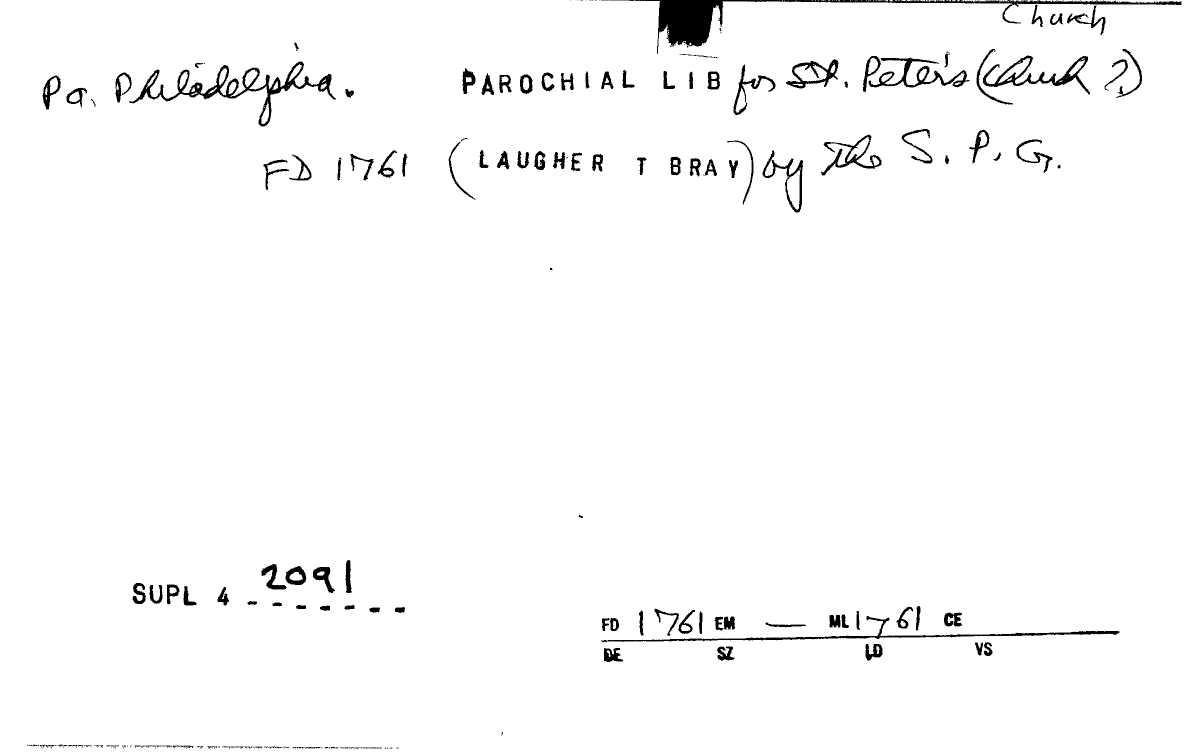 Church
Pa. Philadelphia. PAROCHIAL LIB for St. Peter's (Church ?)
FD 1761 (LAUGHER T BRAY) by the S. P. G.
SUPL 4 2091
FD 1761 EM — ML 1761 CE
DE SZ LD VS